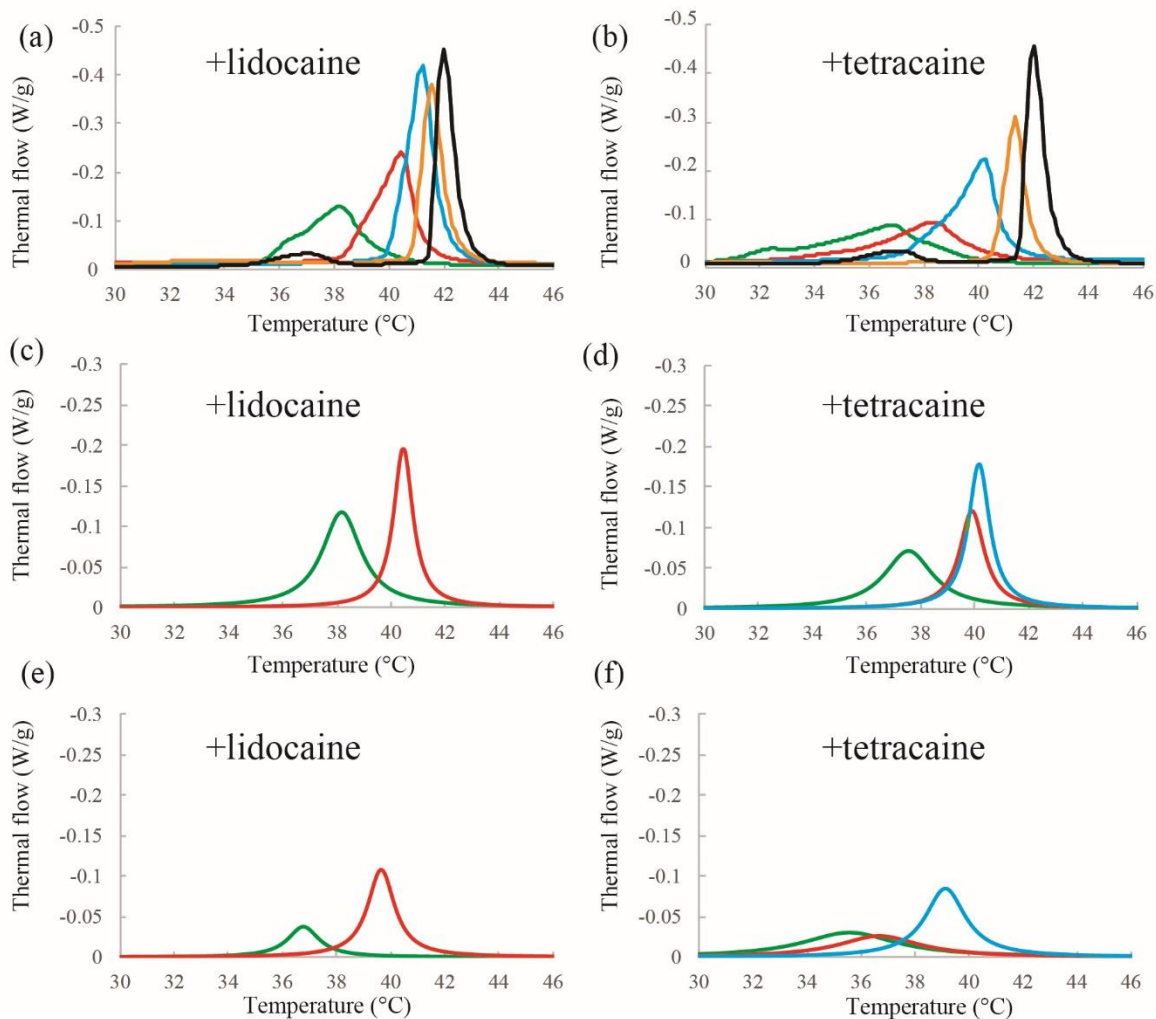 (a)
+lidocaine
Thermal flow (W/g)
-0.5
-0.4
-0.3
-0.2
-0.1
0
30 32 34 36 38 40 42 44 46
Temperature (°C)
(b)
+tetracaine
Thermal flow (W/g)
-0.5
-0.4
-0.3
-0.2
-0.1
0
30 32 34 36 38 40 42 44 46
Temperature (°C)
(c)
+lidocaine
Thermal flow (W/g)
-0.3
-0.25
-0.2
-0.15
-0.1
-0.05
0
30 32 34 36 38 40 42 44 46
Temperature (°C)
(d)
+tetracaine
Thermal flow (W/g)
-0.3
-0.25
-0.2
-0.15
-0.1
-0.05
0
30 32 34 36 38 40 42 44 46
Temperature (°C)
(e)
+lidocaine
Thermal flow (W/g)
-0.3
-0.25
-0.2
-0.15
-0.1
-0.05
0
30 32 34 36 38 40 42 44 46
Temperature (°C)
(f)
+tetracaine
Thermal flow (W/g)
-0.3
-0.25
-0.2
-0.15
-0.1
-0.05
0
30 32 34 36 38 40 42 44 46
Temperature (°C)